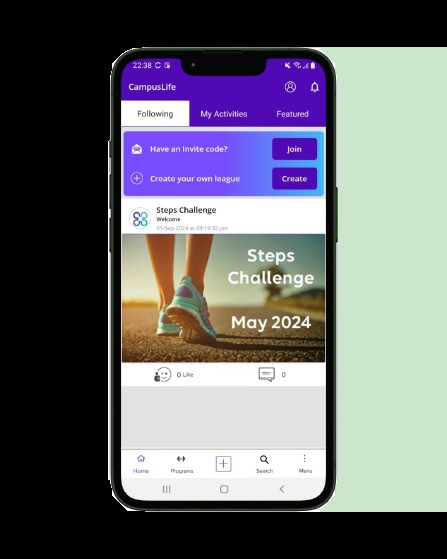 22:38
CampusLife
Following My Activities Featured
Have an Invite code? Join
Create your own league Create
Steps Challenge
Welcome
01-Sep-2024 at 09:19:32 pm
Steps
Challenge
May 2024
0 Like 0
Home Programs Search Menu